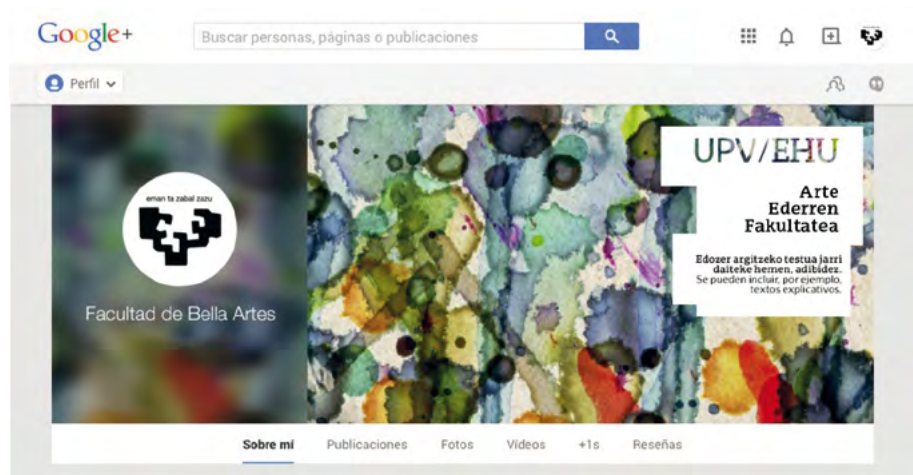 Google+
Buscar personas, páginas o publicaciones
Perfil
eman ta zabal zazu
Facultad de Bella Artes
UPV/EHU
Arte
Ederren
Fakultatea
Edozer argitzeko testua jarri
daiteke hemen, adibidez.
Se pueden incluir, por ejemplo,
textos explicativos.
Sobre mí Publicaciones Fotos Vídeos +1s Reseñas